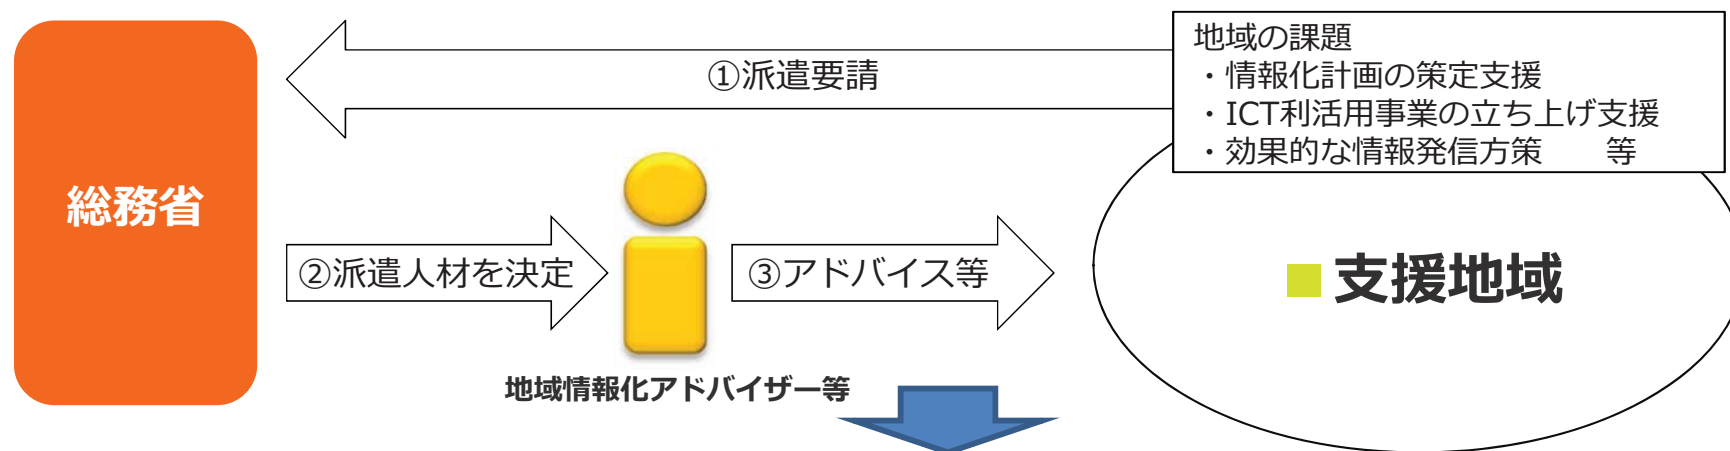 地域の課題
・情報化計画の策定支援
・ICT利活用事業の立ち上げ支援
・効果的な情報発信方策　　等
①派遣要請
総務省
②派遣人材を決定
③アドバイス等
支援地域
地域情報化アドバイザー等